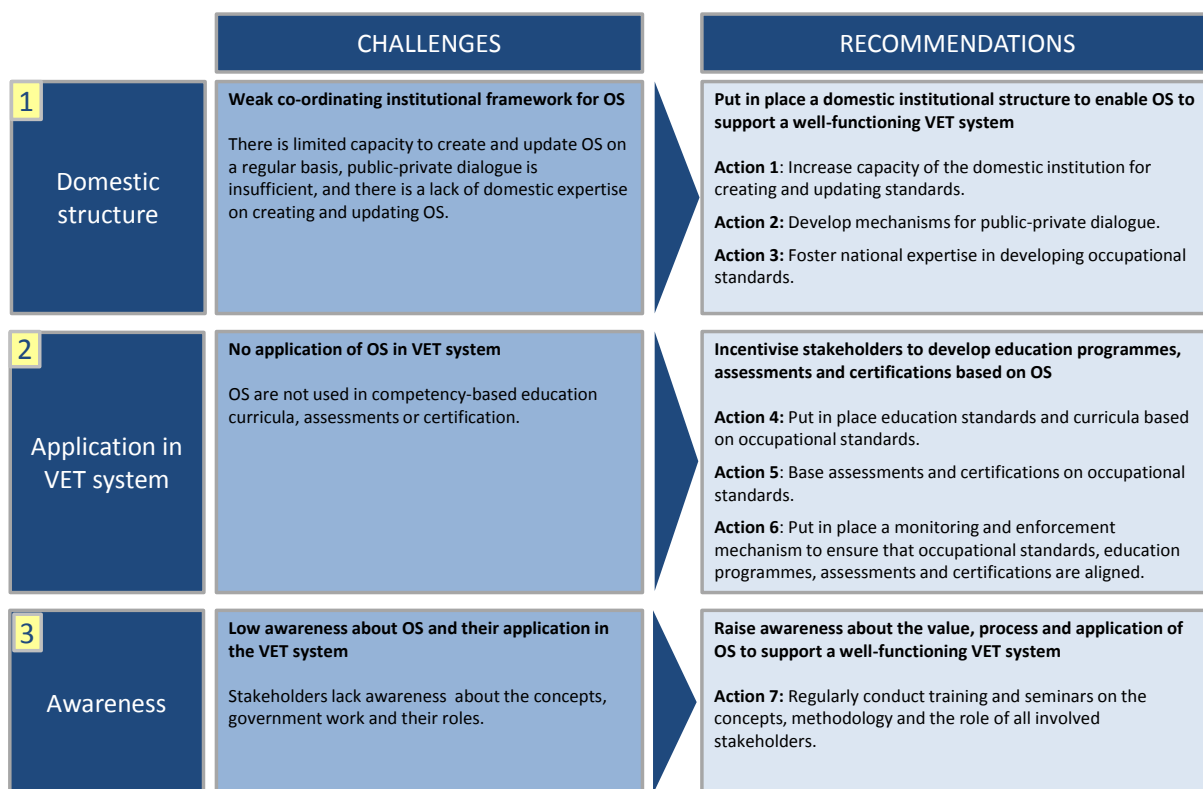 CHALLENGES
RECOMMENDATIONS
1
Domestic
structure
Weak co-ordinating institutional framework for OS
There is limited capacity to create and update OS on
a regular basis, public-private dialogue is
insufficient, and there is a lack of domestic expertise
on creating and updating OS.
Put in place a domestic institutional structure to enable OS to
support a well-functioning VET system
Action 1: Increase capacity of the domestic institution for
creating and updating standards.
Action 2: Develop mechanisms for public-private dialogue.
Action 3: Foster national expertise in developing occupational
standards.
2
Application in
VET system
No application of OS in VET system
OS are not used in competency-based education
curricula, assessments or certification.
Incentivise stakeholders to develop education programmes,
assessments and certifications based on OS
Action 4: Put in place education standards and curricula based
on occupational standards.
Action 5: Base assessments and certifications on occupational
standards.
Action 6: Put in place a monitoring and enforcement
mechanism to ensure that occupational standards, education
programmes, assessments and certifications are aligned.
3
Awareness
Low awareness about OS and their application in
the VET system
Stakeholders lack awareness about the concepts,
government work and their roles.
Raise awareness about the value, process and application of
OS to support a well-functioning VET system
Action 7: Regularly conduct training and seminars on the
concepts, methodology and the role of all involved
stakeholders.